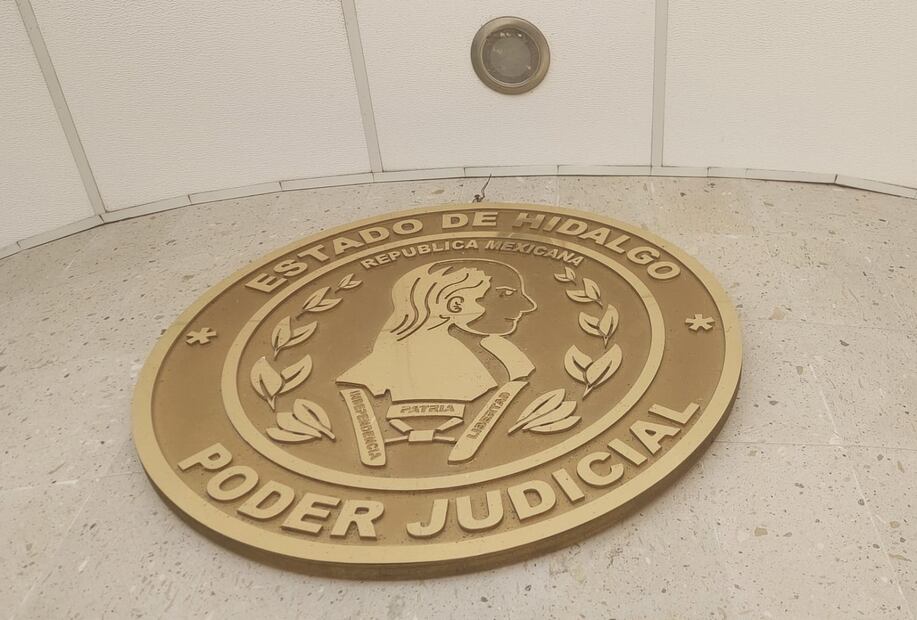 ESTADO DE HIDALGO
REPUBLICA MEXICANA
INDEPENDENCIA
PATRIA
LIBERTAD
PODER JUDICIAL